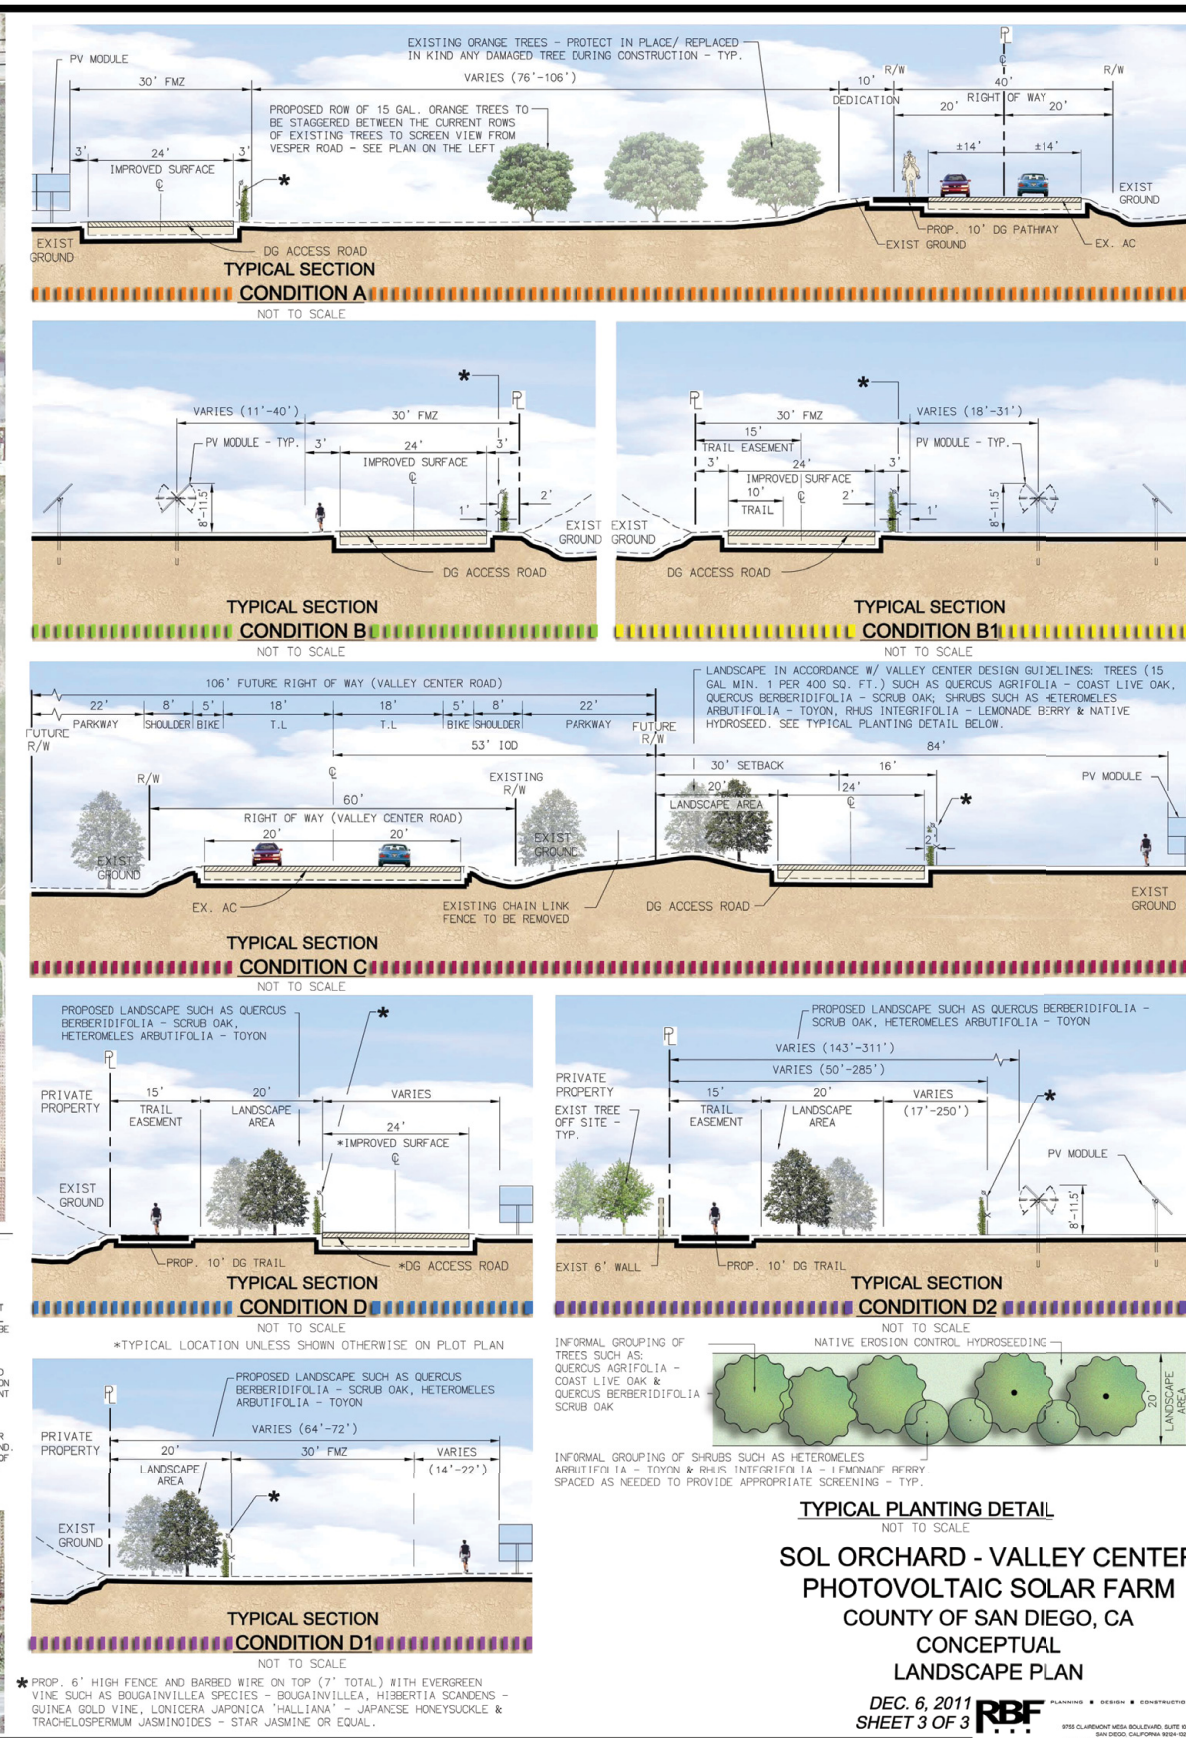 PV MODULE
30' FMZ
EXISTING ORANGE TREES - PROTECT IN PLACE/ REPLACED
IN KIND ANY DAMAGED TREE DURING CONSTRUCTION - TYP.
VARIES (76'-106')
PROPOSED ROW OF 15 GAL. ORANGE TREES TO
BE STAGGERED BETWEEN THE CURRENT ROWS
OF EXISTING TREES TO SCREEN VIEW FROM
VESPER ROAD - SEE PLAN ON THE LEFT
3' 24' 3'
IMPROVED SURFACE
*
10'
DEDICATION
R/W
40'
RIGHT OF WAY
R/W
20' 20'
±14' ±14'
EXIST
GROUND
EXIST
GROUND
DG ACCESS ROAD
EXIST GROUND
PROP. 10' DG PATHWAY
EX. AC
TYPICAL SECTION
CONDITION A
NOT TO SCALE
*
VARIES (11'-40')
30' FMZ
PV MODULE - TYP.
3' 24' 3'
IMPROVED SURFACE
8'-11.5'
2'
1'
EXIST
GROUND
DG ACCESS ROAD
TYPICAL SECTION
CONDITION B
NOT TO SCALE
*
30' FMZ
VARIES (18'-31')
15'
TRAIL EASEMENT
PV MODULE - TYP.
3' 24' 3'
IMPROVED SURFACE
10'
TRAIL
2'
1'
8'-11.5'
EXIST
GROUND
DG ACCESS ROAD
TYPICAL SECTION
CONDITION B1
NOT TO SCALE
106' FUTURE RIGHT OF WAY (VALLEY CENTER ROAD)
22' 8' 5' 18' 18' 5' 8' 22'
PARKWAY SHOULDER BIKE T.L T.L BIKE SHOULDER PARKWAY
FUTURE
R/W
FUTURE
R/W
53' IOD
LANDSCAPE IN ACCORDANCE W/ VALLEY CENTER DESIGN GUIDELINES: TREES (15
GAL MIN. 1 PER 400 SQ. FT.) SUCH AS QUERCUS AGRIFOLIA - COAST LIVE OAK,
QUERCUS BERBERIDIFOLIA - SCRUB OAK; SHRUBS SUCH AS HETEROMELES
ARBUTIFOLIA - TOYON, RHUS INTEGRIFOLIA - LEMONADE BERRY & NATIVE
HYDROSEED. SEE TYPICAL PLANTING DETAIL BELOW.
84'
R/W
EXISTING
R/W
30' SETBACK
16'
PV MODULE
60'
RIGHT OF WAY (VALLEY CENTER ROAD)
20' 20'
20'
LANDSCAPE AREA
24'
*
2'
EXIST
GROUND
EXIST
GROUND
EX. AC
EXISTING CHAIN LINK
FENCE TO BE REMOVED
DG ACCESS ROAD
EXIST
GROUND
TYPICAL SECTION
CONDITION C
NOT TO SCALE
PROPOSED LANDSCAPE SUCH AS QUERCUS
BERBERIDIFOLIA - SCRUB OAK,
HETEROMELES ARBUTIFOLIA - TOYON
*
PRIVATE
PROPERTY
15'
TRAIL
EASEMENT
20'
LANDSCAPE
AREA
VARIES
24'
*IMPROVED SURFACE
EXIST
GROUND
PROP. 10' DG TRAIL
*DG ACCESS ROAD
TYPICAL SECTION
CONDITION D
NOT TO SCALE
*TYPICAL LOCATION UNLESS SHOWN OTHERWISE ON PLOT PLAN
PROPOSED LANDSCAPE SUCH AS QUERCUS BERBERIDIFOLIA -
SCRUB OAK, HETEROMELES ARBUTIFOLIA - TOYON
VARIES (143'-311')
VARIES (50'-285')
PRIVATE
PROPERTY
EXIST TREE
OFF SITE -
TYP.
15'
TRAIL
EASEMENT
20'
LANDSCAPE
AREA
VARIES
(17'-250')
*
PV MODULE
8'-11.5'
EXIST 6' WALL
PROP. 10' DG TRAIL
TYPICAL SECTION
CONDITION D2
NOT TO SCALE
PROPOSED LANDSCAPE SUCH AS QUERCUS
BERBERIDIFOLIA - SCRUB OAK, HETEROMELES
ARBUTIFOLIA - TOYON
VARIES (64'-72')
PRIVATE
PROPERTY
20'
LANDSCAPE
AREA
30' FMZ
VARIES
(14'-22')
*
EXIST
GROUND
TYPICAL SECTION
CONDITION D1
NOT TO SCALE
* PROP. 6' HIGH FENCE AND BARBED WIRE ON TOP (7' TOTAL) WITH EVERGREEN
VINE SUCH AS BOUGAINVILLEA SPECIES - BOUGAINVILLEA, HIBBERTIA SCANDENS -
GUINEA GOLD VINE, LONICERA JAPONICA 'HALLIANA' - JAPANESE HONEYSUCKLE &
TRACHELOSPERMUM JASMINOIDES - STAR JASMINE OR EQUAL.
INFORMAL GROUPING OF
TREES SUCH AS:
QUERCUS AGRIFOLIA -
COAST LIVE OAK &
QUERCUS BERBERIDIFOLIA
SCRUB OAK
NATIVE EROSION CONTROL HYDROSEEDING
20'
LANDSCAPE
AREA
INFORMAL GROUPING OF SHRUBS SUCH AS HETEROMELES
ARBUTIFOLIA - TOYON & RHUS INTEGRIFOLIA - LEMONADE BERRY.
SPACED AS NEEDED TO PROVIDE APPROPRIATE SCREENING - TYP.
TYPICAL PLANTING DETAIL
NOT TO SCALE
SOL ORCHARD - VALLEY CENTER
PHOTOVOLTAIC SOLAR FARM
COUNTY OF SAN DIEGO, CA
CONCEPTUAL
LANDSCAPE PLAN
DEC. 6, 2011
SHEET 3 OF 3
RBF
PLANNING ■ DESIGN ■ CONSTRUCTIO
9755 CLAIREMONT MESA BOULEVARD, SUITE
SAN DIEGO, CALIFORNIA